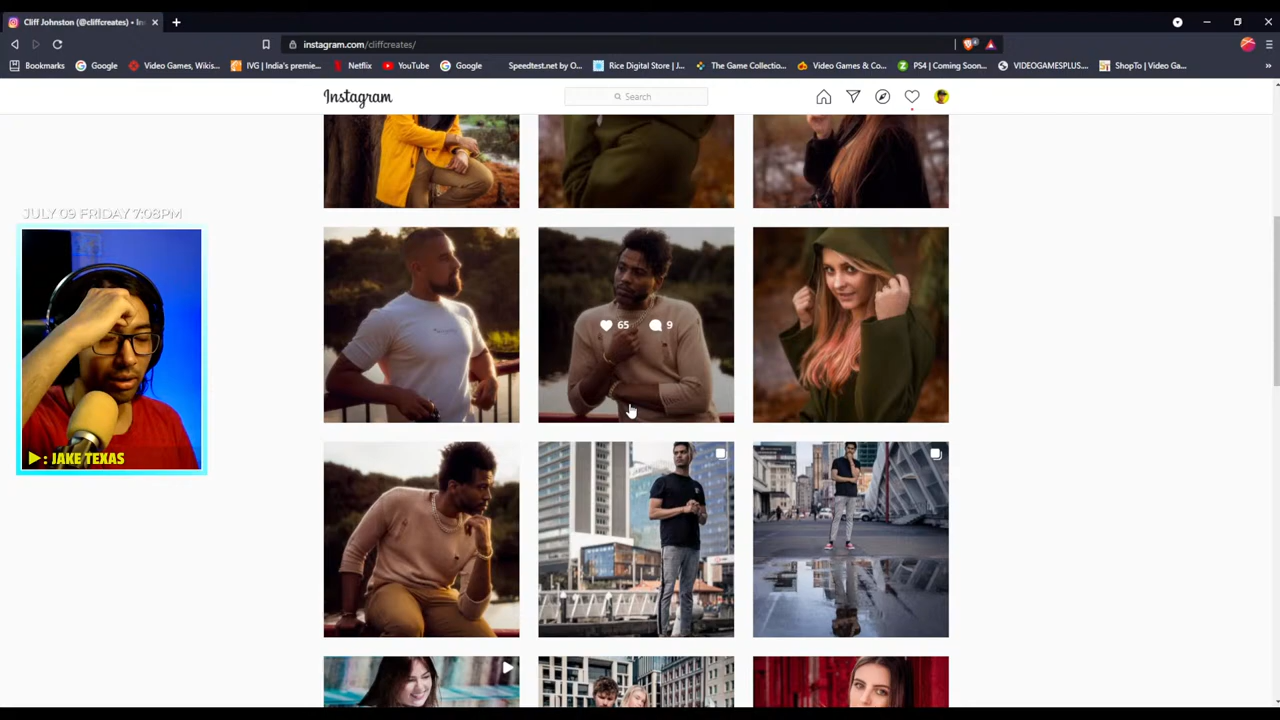 Cliff Johnston (@cliffcreates) • In
instagram.com/cliffcreates/
4
Bookmarks
Google
Video Games, Wikis...
IVG | India's premie...
Netflix
YouTube
Google
Speedtest.net by O...
Rice Digital Store | J...
The Game Collectio...
Video Games & Co...
PS4 | Coming Soon...
VIDEOGAMESPLUS...
ShopTo | Video Ga...
»
Instagram
Search
JULY 09 FRIDAY 7:08PM
65
9
: JAKE TEXAS